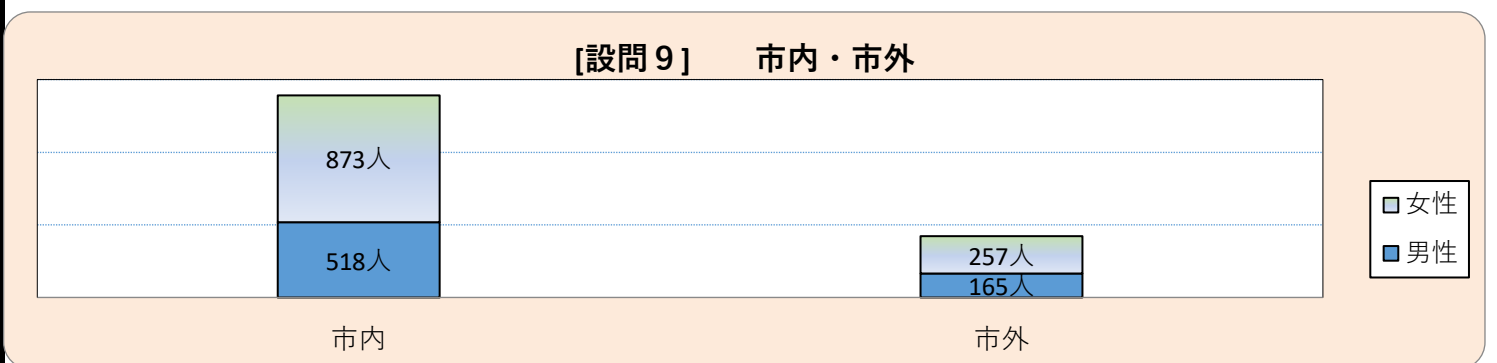 [設問９]　　市内・市外
873人
518人
257人
165人
市内
市外
女性
男性